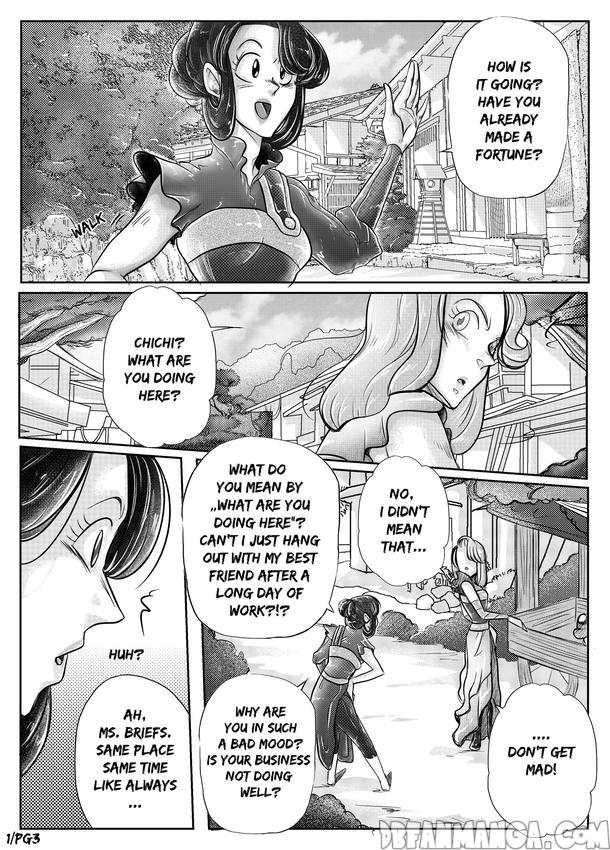 HOW IS
IT GOING?
HAVE YOU
ALREADY
MADE A
FORTUNE?
WALK
CHICHI?
WHAT ARE
YOU DOING
HERE?
WHAT DO
YOU MEAN BY
„WHAT ARE YOU
DOING HERE"?
CAN'T I JUST HANG
OUT WITH MY BEST
FRIEND AFTER A
LONG DAY OF
WORK?!?
NO,
I DIDN'T
MEAN
THAT...
HUH?
AH,
MS. BRIEFS.
SAME PLACE
SAME TIME
LIKE ALWAYS
...
WHY ARE
YOU IN SUCH
A BAD MOOD?
IS YOUR BUSINESS
NOT DOING
WELL?
....
DON'T GET
MAD!
1/PG3
DBFANMANGA.COM